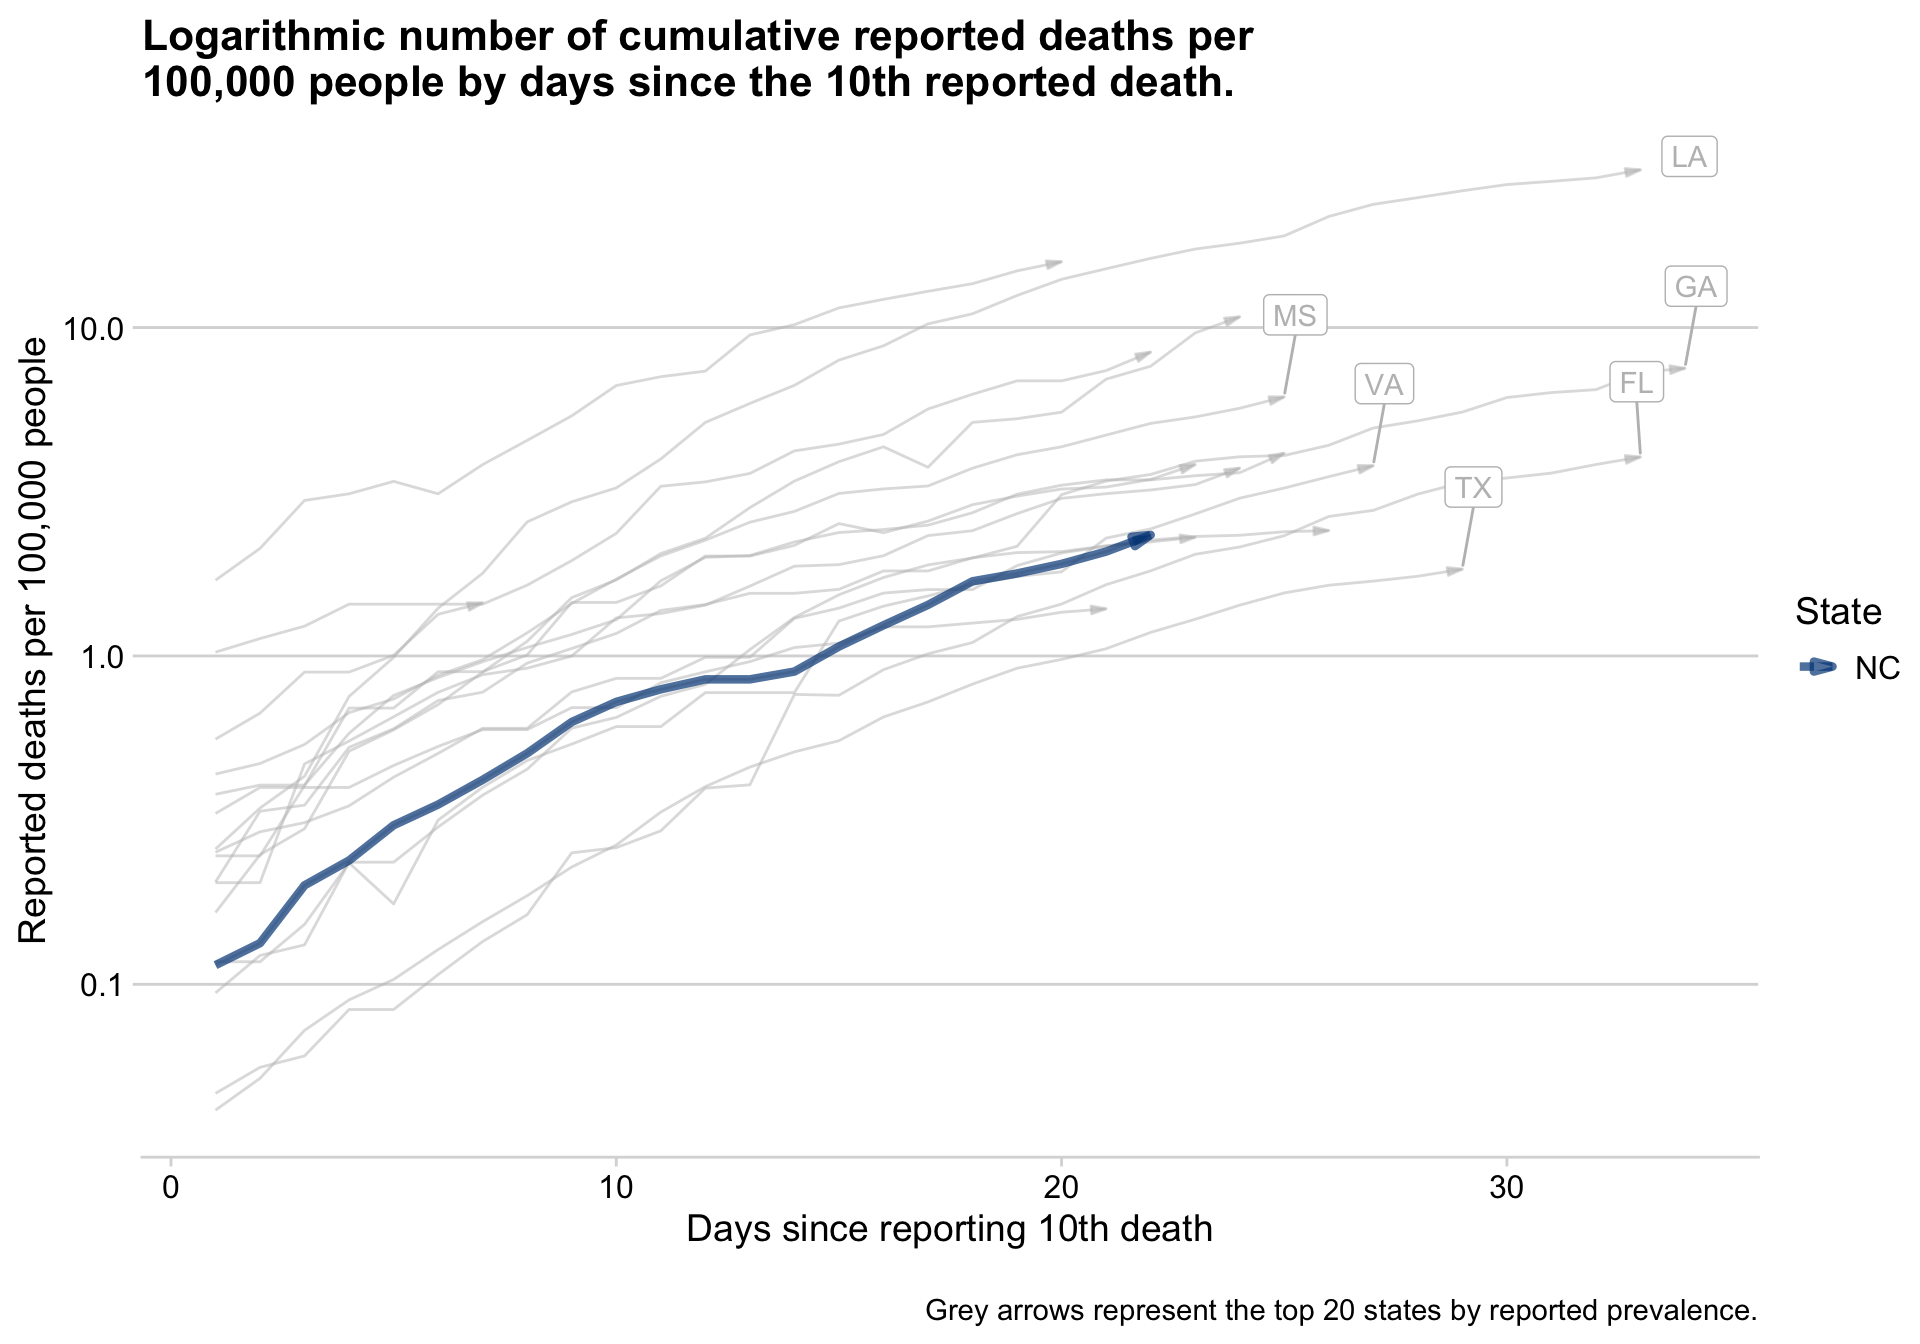 Logarithmic number of cumulative reported deaths per
100,000 people by days since the 10th reported death.
Reported deaths per 100,000 people
10.0
1.0
0.1
LA
GA
MS
VA
FL
TX
State
NC
0
10
20
30
Days since reporting 10th death
Grey arrows represent the top 20 states by reported prevalence.